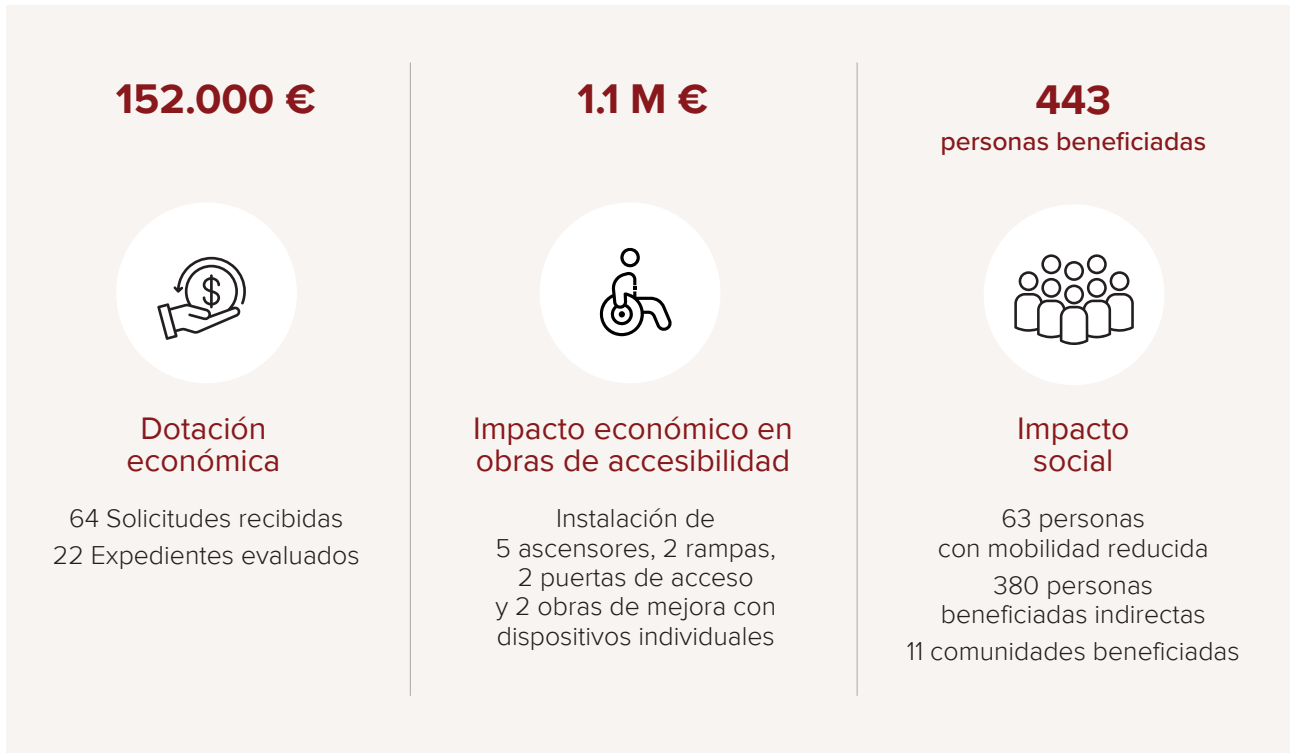 152.000 €
Dotación
económica
64 Solicitudes recibidas
22 Expedientes evaluados
1.1 M €
Impacto económico en
obras de accesibilidad
Instalación de
5 ascensores, 2 rampas,
2 puertas de acceso
y 2 obras de mejora con
dispositivos individuales
443
personas beneficiadas
Impacto
social
63 personas
con mobilidad reducida
380 personas
beneficiadas indirectas
11 comunidades beneficiadas